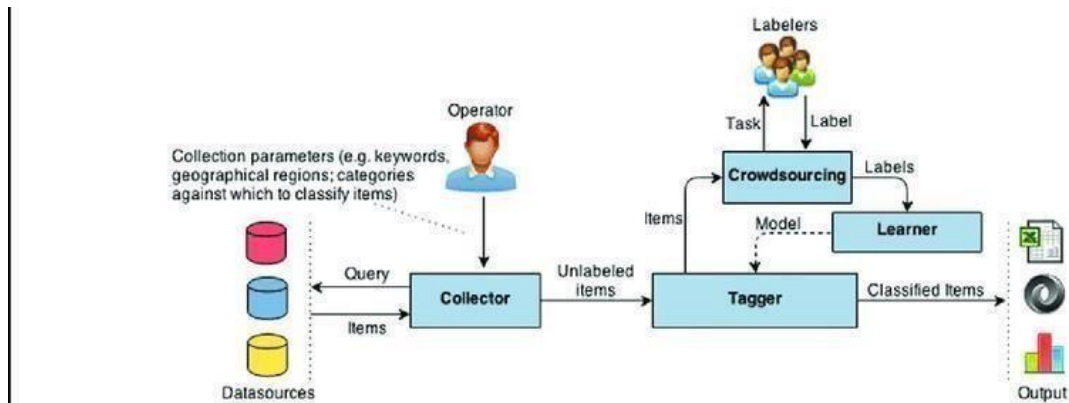 Labelers
Operator
Task
Label
Collection parameters (e.g. keywords,
geographical regions; categories
against which to classify items)
Crowdsourcing
Labels
Items
Model
Learner
Query
Collector
Unlabeled
items
Tagger
Classified Items
Items
Datasources
Output